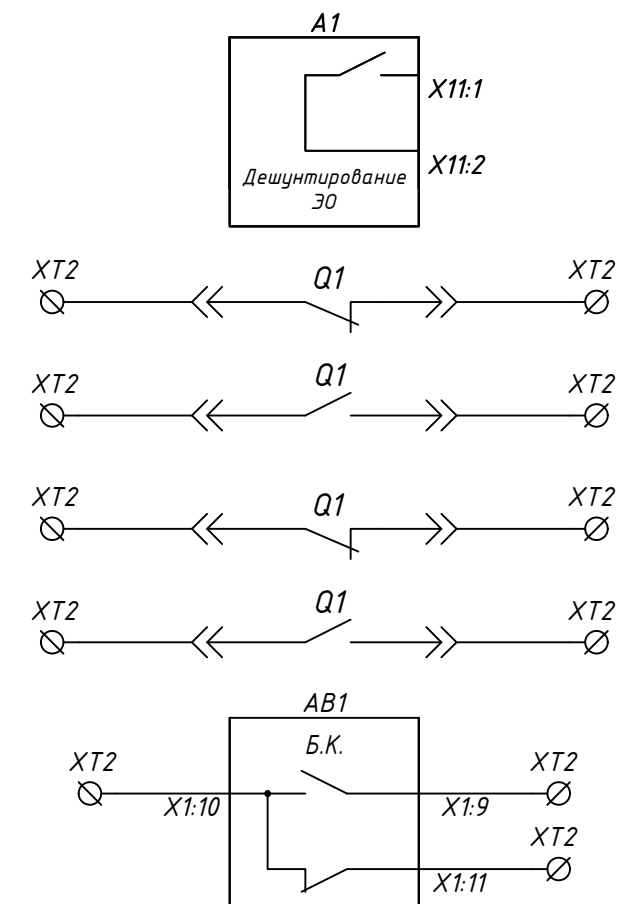 A1
X11:1
X11:2
Дешунтирование
ЭО
XT2 Q1 XT2
XT2 Q1 XT2
XT2 Q1 XT2
XT2 Q1 XT2
AB1
Б.К.
XT2 XT2
X1:10 X1:9
XT2
X1:11